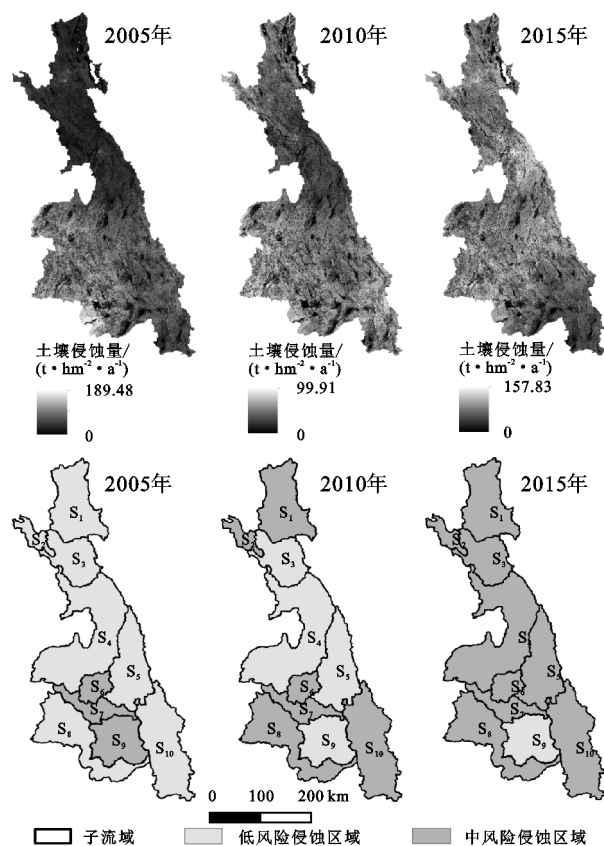 2005年 2010年 2015年
土壤侵蚀量/ 土壤侵蚀量/ 土壤侵蚀量/
(t·hm⁻²·a⁻¹) (t·hm⁻²·a⁻¹) (t·hm⁻²·a⁻¹)
189.48 99.91 157.83
0 0 0
2005年 2010年 2015年
S₁ S₁ S₁
S₂ S₂ S₂
S₃ S₃ S₃
S₄ S₄ S₄
S₅ S₅ S₅
S₆ S₆ S₆
S₇ S₇ S₇
S₈ S₈ S₈
S₉ S₉ S₉
S₁₀ S₁₀ S₁₀
0 100 200 km
子流域 低风险侵蚀区域 中风险侵蚀区域